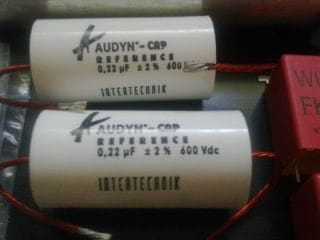 AUDYN®-CAP
REFERENCE
0,22 µF ± 2% 600
INTERTECHNIK
AUDYN®-CAP
REFERENCE
0,22 µF ± 2% 600 Vdc
INTERTECHNIK